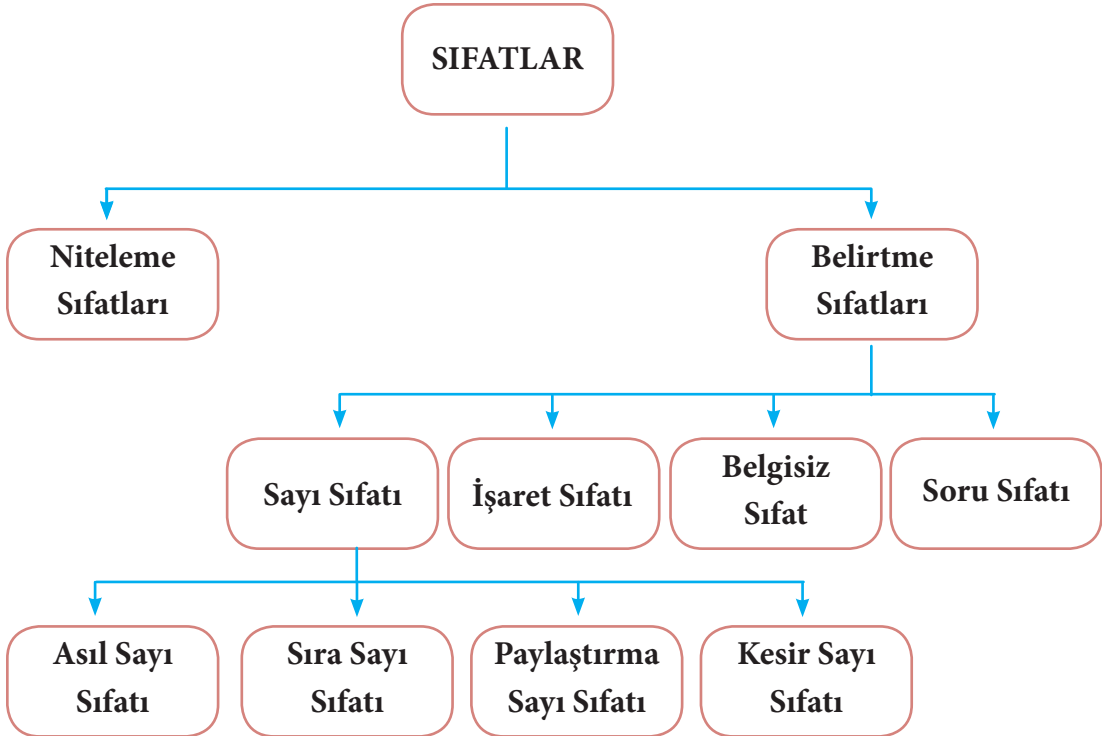 SIFATLAR
Niteleme
Sıfatları
Belirtme
Sıfatları
Sayı Sıfatı
İşaret Sıfatı
Belgisiz
Sıfat
Soru Sıfatı
Asıl Sayı
Sıfatı
Sıra Sayı
Sıfatı
Paylaştırma
Sayı Sıfatı
Kesir Sayı
Sıfatı